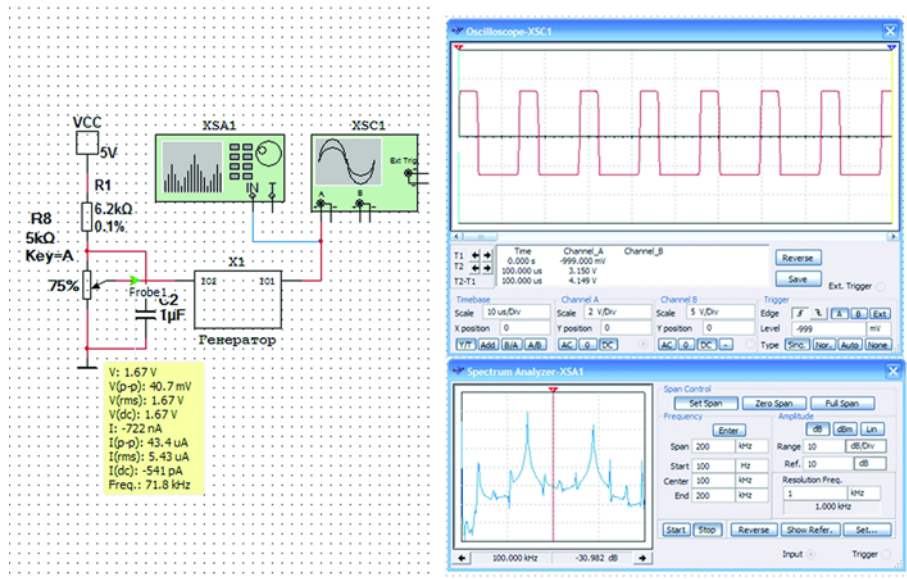 VCC
5V
R1
6.2kΩ
0.1%
R8
5kΩ
Key=A
75%
Probe1
C2
1µF
X1
IO2
IO1
Генератор
XSA1
IN T
XSC1
Ext Trig
A
B
V: 1.67 V
V(p-p): 40.7 mV
V(rms): 1.67 V
V(dc): 1.67 V
I: -722 nA
I(p-p): 43.4 uA
I(rms): 5.43 uA
I(dc): -541 pA
Freq.: 71.8 kHz
Oscilloscope-XSC1
Time Channel_A Channel_B
T1 0.000 s -999.000 mV
T2 100.000 us 3.150 V
T2-T1 100.000 us 4.149 V
Reverse
Save
Ext. Trigger
Timebase
Scale 10 us/Div
X position 0
Y/T Add B/A A/B
Channel A
Scale 2 V/Div
Y position 0
AC 0 DC
Channel B
Scale 5 V/Div
Y position 0
AC 0 DC -
Trigger
Edge A B Ext
Level -999 mV
Type Sing. Nor. Auto None
Spectrum Analyzer-XSA1
Span Control
Set Span Zero Span Full Span
Frequency
Enter
Span 200 kHz
Start 100 Hz
Center 100 kHz
End 200 kHz
Amplitude
dB dBm Lin
Range 10 dB/Div
Ref. 10 dB
Resolution Freq.
1 kHz
1.000 kHz
Start Stop Reverse Show Refer. Set...
100.000 kHz -30.982 dB
Input Trigger